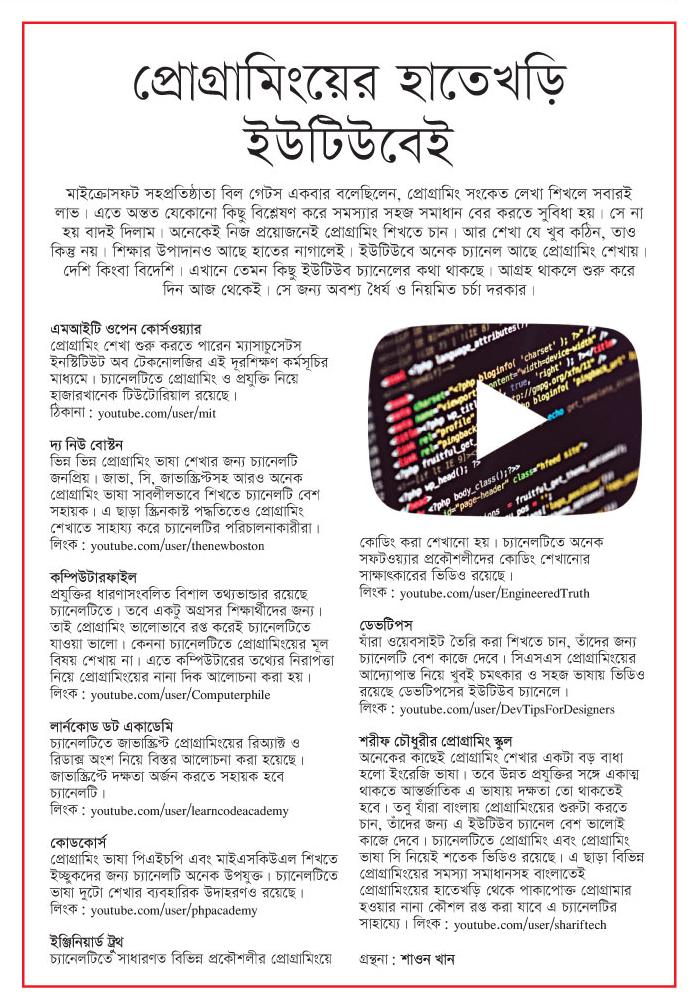 প্রোগ্রামিংয়ের হাতেখড়ি
ইউটিউবেই
মাইক্রোসফট সহপ্রতিষ্ঠাতা বিল গেটস একবার বলেছিলেন, প্রোগ্রামিং সংকেত লেখা শিখলে সবারই
লাভ। এতে অন্তত যেকোনো কিছু বিশ্লেষণ করে সমস্যার সহজ সমাধান বের করতে সুবিধা হয়। সে না
হয় বাদই দিলাম। অনেকেই নিজ প্রয়োজনেই প্রোগ্রামিং শিখতে চান। আর শেখা যে খুব কঠিন, তাও
কিন্তু নয়। শিক্ষার উপাদানও আছে হাতের নাগালেই। ইউটিউবে অনেক চ্যানেল আছে প্রোগ্রামিং শেখায়।
দেশি কিংবা বিদেশি। এখানে তেমন কিছু ইউটিউব চ্যানেলের কথা থাকছে। আগ্রহ থাকলে শুরু করে
দিন আজ থেকেই। সে জন্য অবশ্য ধৈর্য ও নিয়মিত চর্চা দরকার।
এমআইটি ওপেন কোর্সওয়্যার
প্রোগ্রামিং শেখা শুরু করতে পারেন ম্যাসাচুসেটস
ইনস্টিটিউট অব টেকনোলজির এই দূরশিক্ষণ কর্মসূচির
মাধ্যমে। চ্যানেলটিতে প্রোগ্রামিং ও প্রযুক্তি নিয়ে
হাজারখানেক টিউটোরিয়াল রয়েছে।
ঠিকানা : youtube.com/user/mit
দ্য নিউ বোস্টন
ভিন্ন ভিন্ন প্রোগ্রামিং ভাষা শেখার জন্য চ্যানেলটি
জনপ্রিয়। জাভা, সি, জাভাস্ক্রিপ্টসহ আরও অনেক
প্রোগ্রামিং ভাষা সাবলীলভাবে শিখতে চ্যানেলটি বেশ
সহায়ক। এ ছাড়া স্ক্রিনকাস্ট পদ্ধতিতেও প্রোগ্রামিং
শেখাতে সাহায্য করে চ্যানেলটির পরিচালনাকারীরা।
লিংক : youtube.com/user/thenewboston
কম্পিউটারফাইল
প্রযুক্তির ধারণাসংবলিত বিশাল তথ্যভান্ডার রয়েছে
চ্যানেলটিতে। তবে একটু অগ্রসর শিক্ষার্থীদের জন্য।
তাই প্রোগ্রামিং ভালোভাবে রপ্ত করেই চ্যানেলটিতে
যাওয়া ভালো। কেননা চ্যানেলটিতে প্রোগ্রামিংয়ের মূল
বিষয় শেখায় না। এতে কম্পিউটারের তথ্যের নিরাপত্তা
নিয়ে প্রোগ্রামিংয়ের নানা দিক আলোচনা করা হয়।
লিংক : youtube.com/user/Computerphile
লার্নকোড ডট একাডেমি
চ্যানেলটিতে জাভাস্ক্রিপ্ট প্রোগ্রামিংয়ের রিঅ্যাক্ট ও
রিডাক্স অংশ নিয়ে বিস্তর আলোচনা করা হয়েছে।
জাভাস্ক্রিপ্টে দক্ষতা অর্জন করতে সহায়ক হবে
চ্যানেলটি।
লিংক : youtube.com/user/learncodeacademy
কোডকোর্স
প্রোগ্রামিং ভাষা পিএইচপি এবং মাইএসকিউএল শিখতে
ইচ্ছুকদের জন্য চ্যানেলটি অনেক উপযুক্ত। চ্যানেলটিতে
ভাষা দুটো শেখার ব্যবহারিক উদাহরণও রয়েছে।
লিংক : youtube.com/user/phpacademy
ইঞ্জিনিয়ার্ড ট্রুথ
চ্যানেলটিতে সাধারণত বিভিন্ন প্রকৌশলীর প্রোগ্রামিংয়ে
কোডিং করা শেখানো হয়। চ্যানেলটিতে অনেক
সফটওয়্যার প্রকৌশলীদের কোডিং শেখানোর
সাক্ষাৎকারের ভিডিও রয়েছে।
লিংক : youtube.com/user/EngineeredTruth
ডেভটিপস
যাঁরা ওয়েবসাইট তৈরি করা শিখতে চান, তাঁদের জন্য
চ্যানেলটি বেশ কাজে দেবে। সিএসএস প্রোগ্রামিংয়ের
আদ্যোপান্ত নিয়ে খুবই চমৎকার ও সহজ ভাষায় ভিডিও
রয়েছে ডেভটিপসের ইউটিউব চ্যানেলে।
লিংক : youtube.com/user/DevTipsForDesigners
শরীফ চৌধুরীর প্রোগ্রামিং স্কুল
অনেকের কাছেই প্রোগ্রামিং শেখার একটা বড় বাধা
হলো ইংরেজি ভাষা। তবে উন্নত প্রযুক্তির সঙ্গে একাত্ম
থাকতে আন্তর্জাতিক এ ভাষায় দক্ষতা তো থাকতেই
হবে। তবু যাঁরা বাংলায় প্রোগ্রামিংয়ের শুরুটা করতে
চান, তাঁদের জন্য এ ইউটিউব চ্যানেল বেশ ভালোই
কাজে দেবে। চ্যানেলটিতে প্রোগ্রামিং এবং প্রোগ্রামিং
ভাষা সি নিয়েই শতেক ভিডিও রয়েছে। এ ছাড়া বিভিন্ন
প্রোগ্রামিংয়ের সমস্যা সমাধানসহ বাংলাতেই
প্রোগ্রামিংয়ের হাতেখড়ি থেকে পাকাপোক্ত প্রোগ্রামার
হওয়ার নানা কৌশল রপ্ত করা যাবে এ চ্যানেলটির
সাহায্যে। লিংক : youtube.com/user/shariftech
গ্রন্থনা : শাওন খান